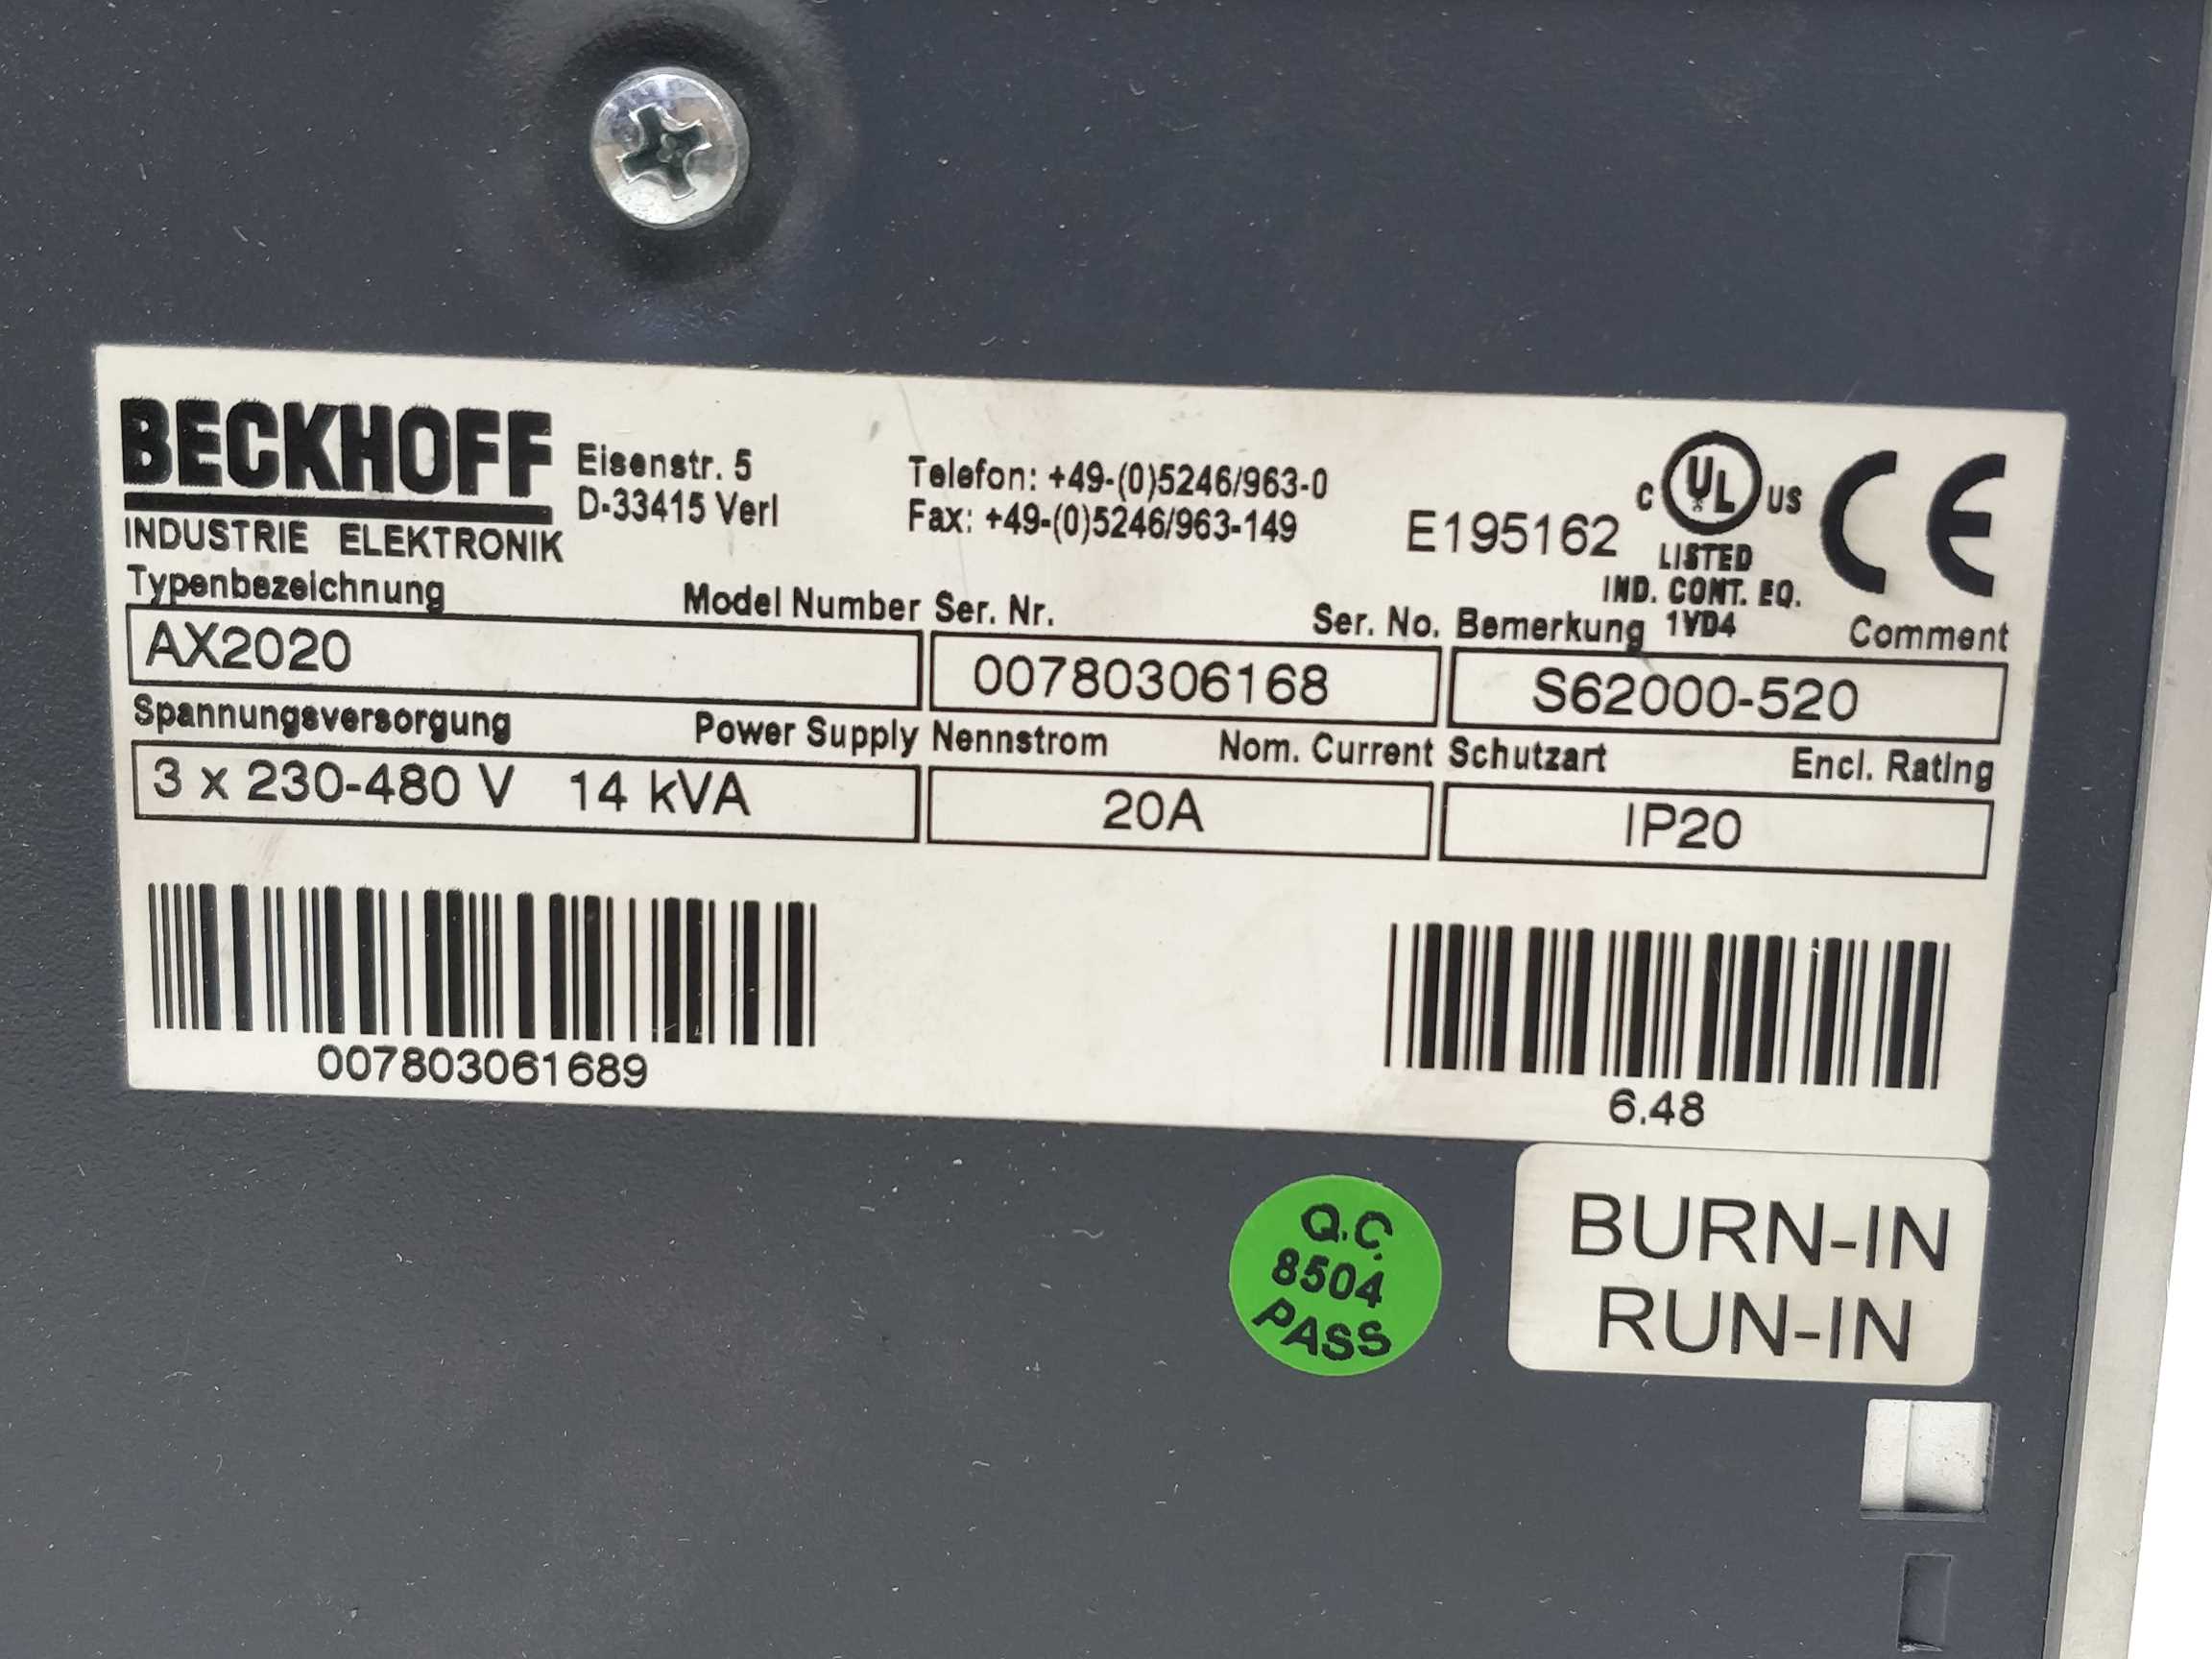 BECKHOFF
INDUSTRIE ELEKTRONIK
Eisenstr. 5
D-33415 Verl
Telefon: +49-(0)5246/963-0
Fax: +49-(0)5246/963-149
E195162
C UL US
LISTED
IND. CONT. EQ.
1VD4
CE
Typenbezeichnung Model Number
AX2020
Ser. Nr. Ser. No.
00780306168
Bemerkung Comment
S62000-520
Spannungsversorgung Power Supply
3 x 230-480 V 14 kVA
Nennstrom Nom. Current
20A
Schutzart Encl. Rating
IP20
007803061689
6.48
Q.C.
8504
PASS
BURN-IN
RUN-IN